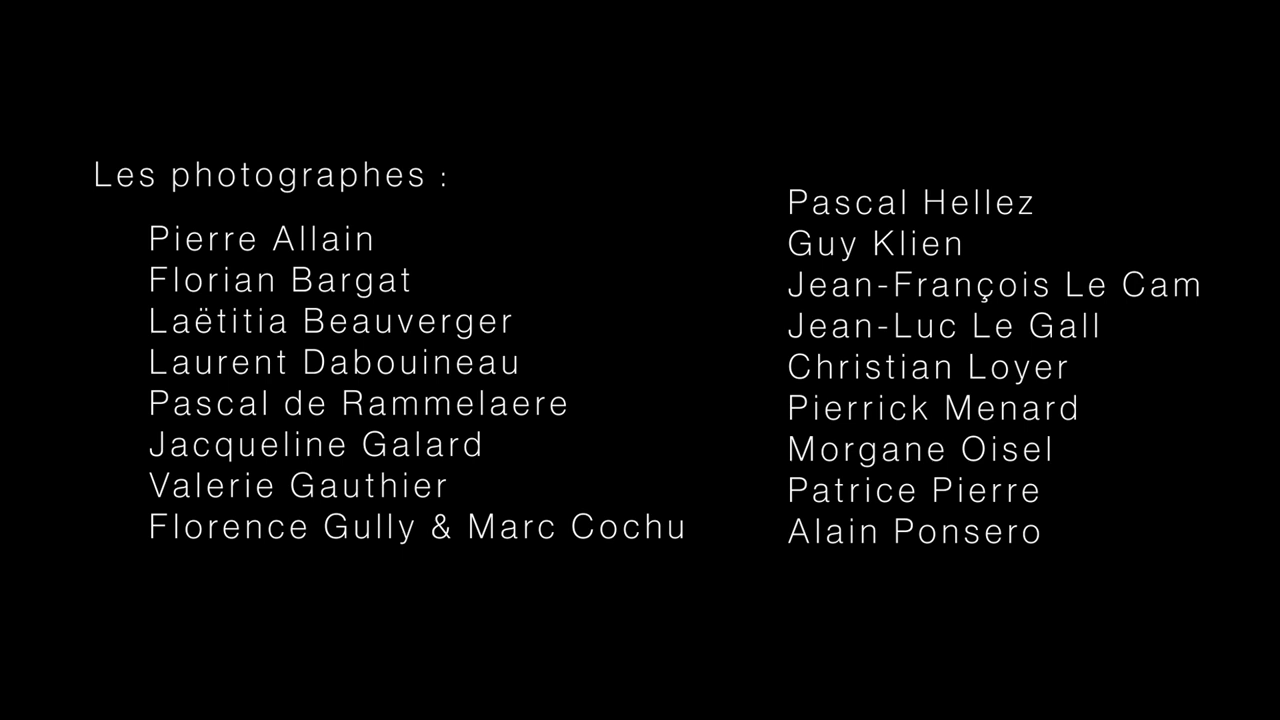 Les photographes :
Pierre Allain
Florian Bargat
Laëtitia Beauverger
Laurent Dabouineau
Pascal de Rammelaere
Jacqueline Galard
Valerie Gauthier
Florence Gully & Marc Cochu
Pascal Hellez
Guy Klien
Jean-François Le Cam
Jean-Luc Le Gall
Christian Loyer
Pierrick Menard
Morgane Oisel
Patrice Pierre
Alain Ponsero